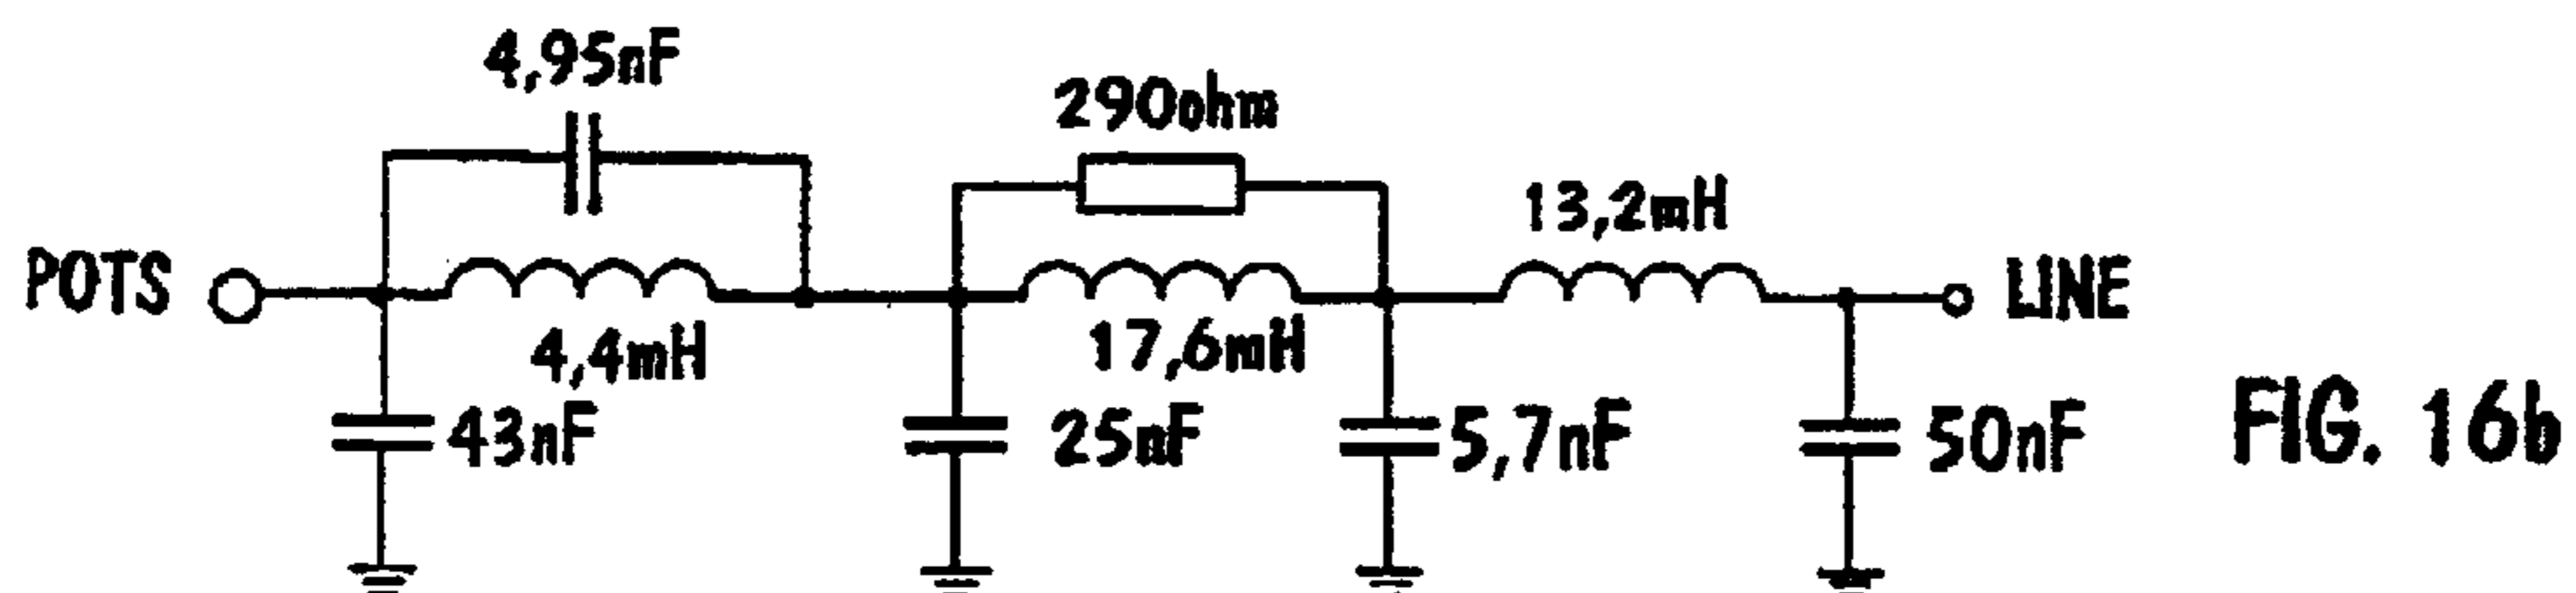 4,95nF
290ohm
13,2mH
POTS
LINE
4,4mH
17,6mH
43nF
25nF
5,7nF
50nF
FIG. 16b